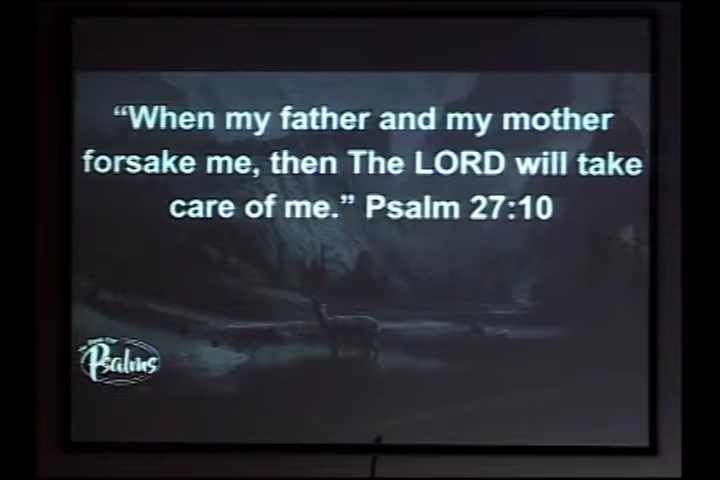 “When my father and my mother
forsake me, then The LORD will take
care of me.” Psalm 27:10
Psalms